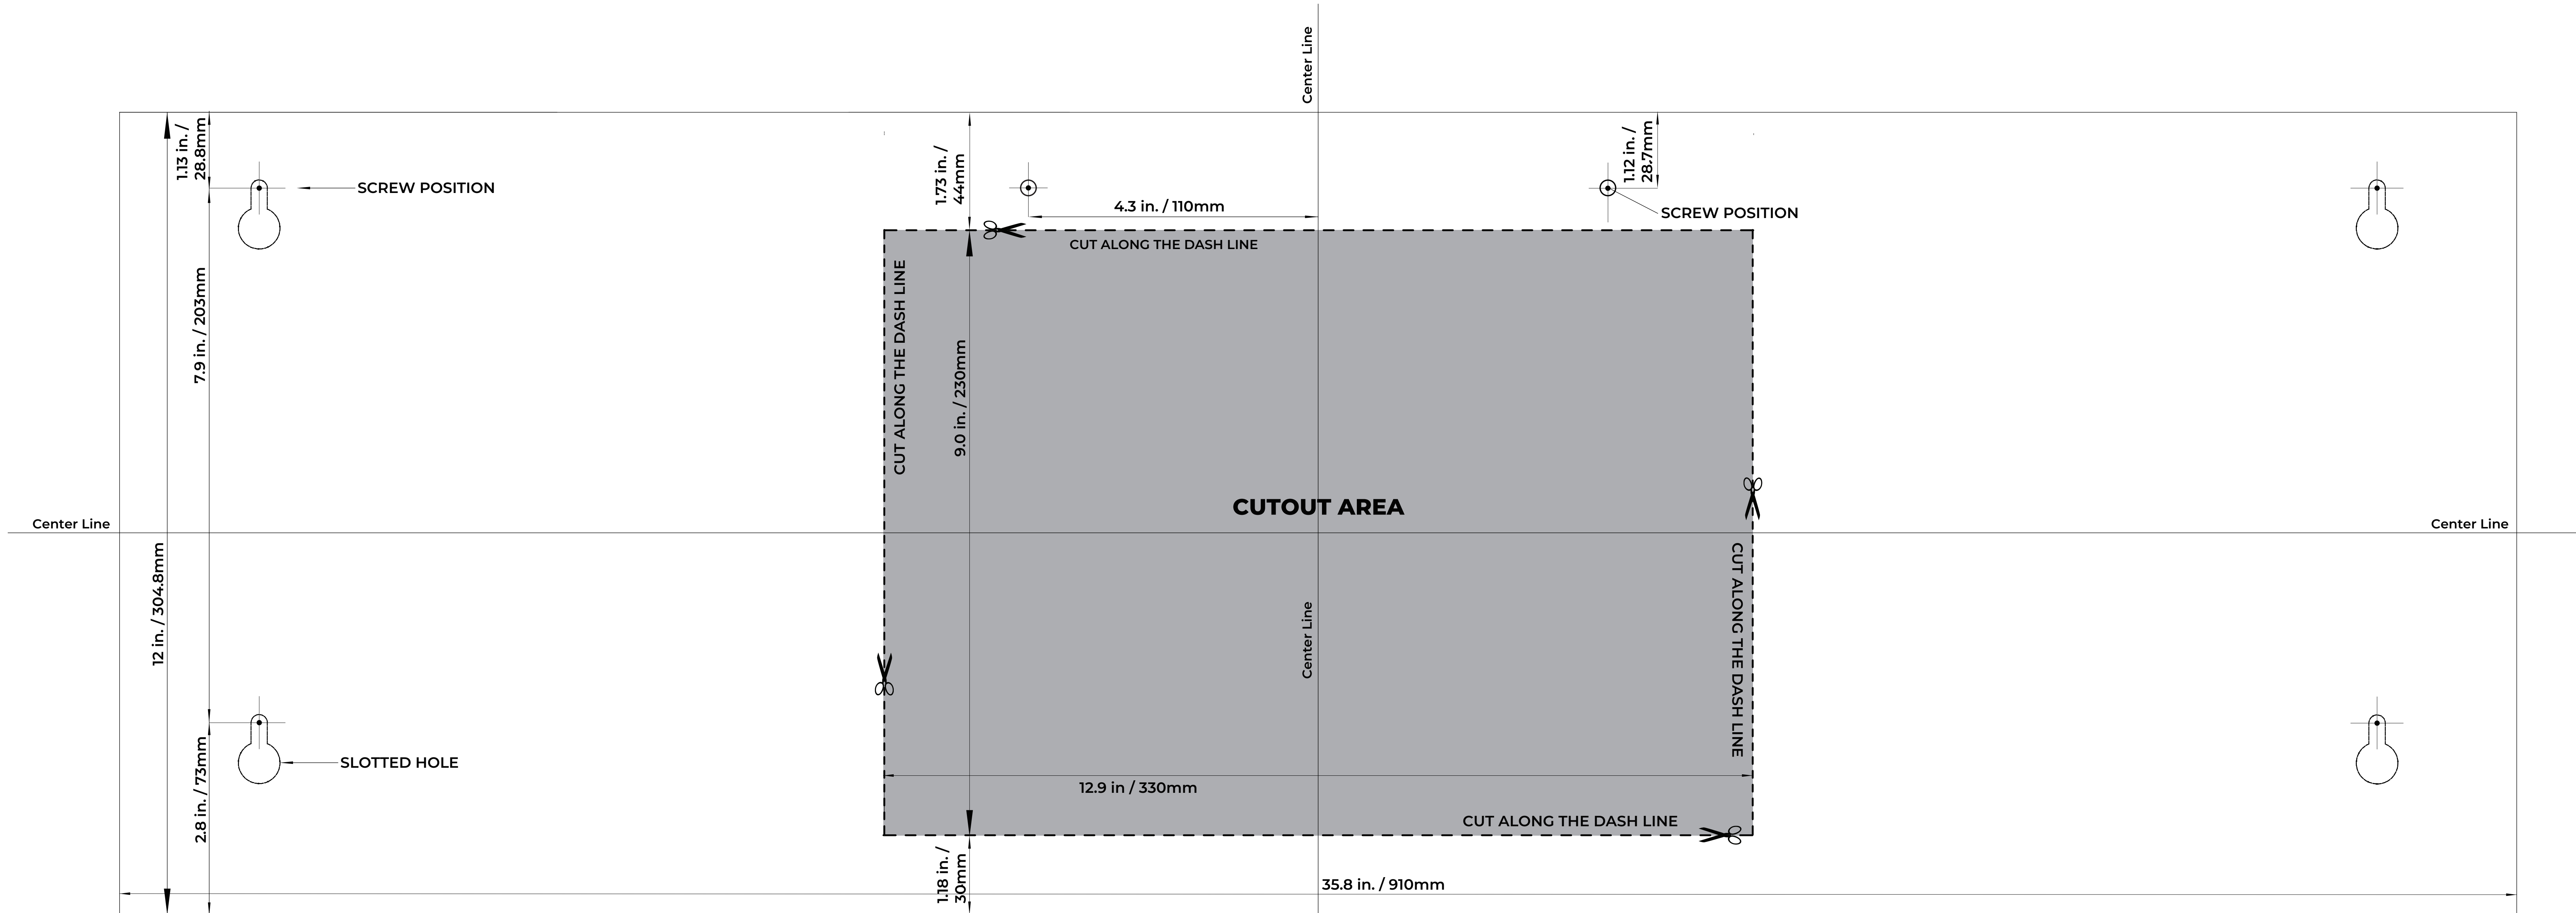 Center Line
1.13 in. /
28.8mm
SCREW POSITION
1.73 in. /
44mm
4.3 in. / 110mm
1.12 in. /
28.7mm
SCREW POSITION
CUT ALONG THE DASH LINE
CUT ALONG THE DASH LINE
7.9 in. / 203mm
9.0 in. / 230mm
CUTOUT AREA
Center Line
Center Line
12 in. / 304.8mm
Center Line
CUT ALONG THE DASH LINE
SLOTTED HOLE
2.8 in. / 73mm
12.9 in / 330mm
CUT ALONG THE DASH LINE
1.18 in. /
30mm
35.8 in. / 910mm